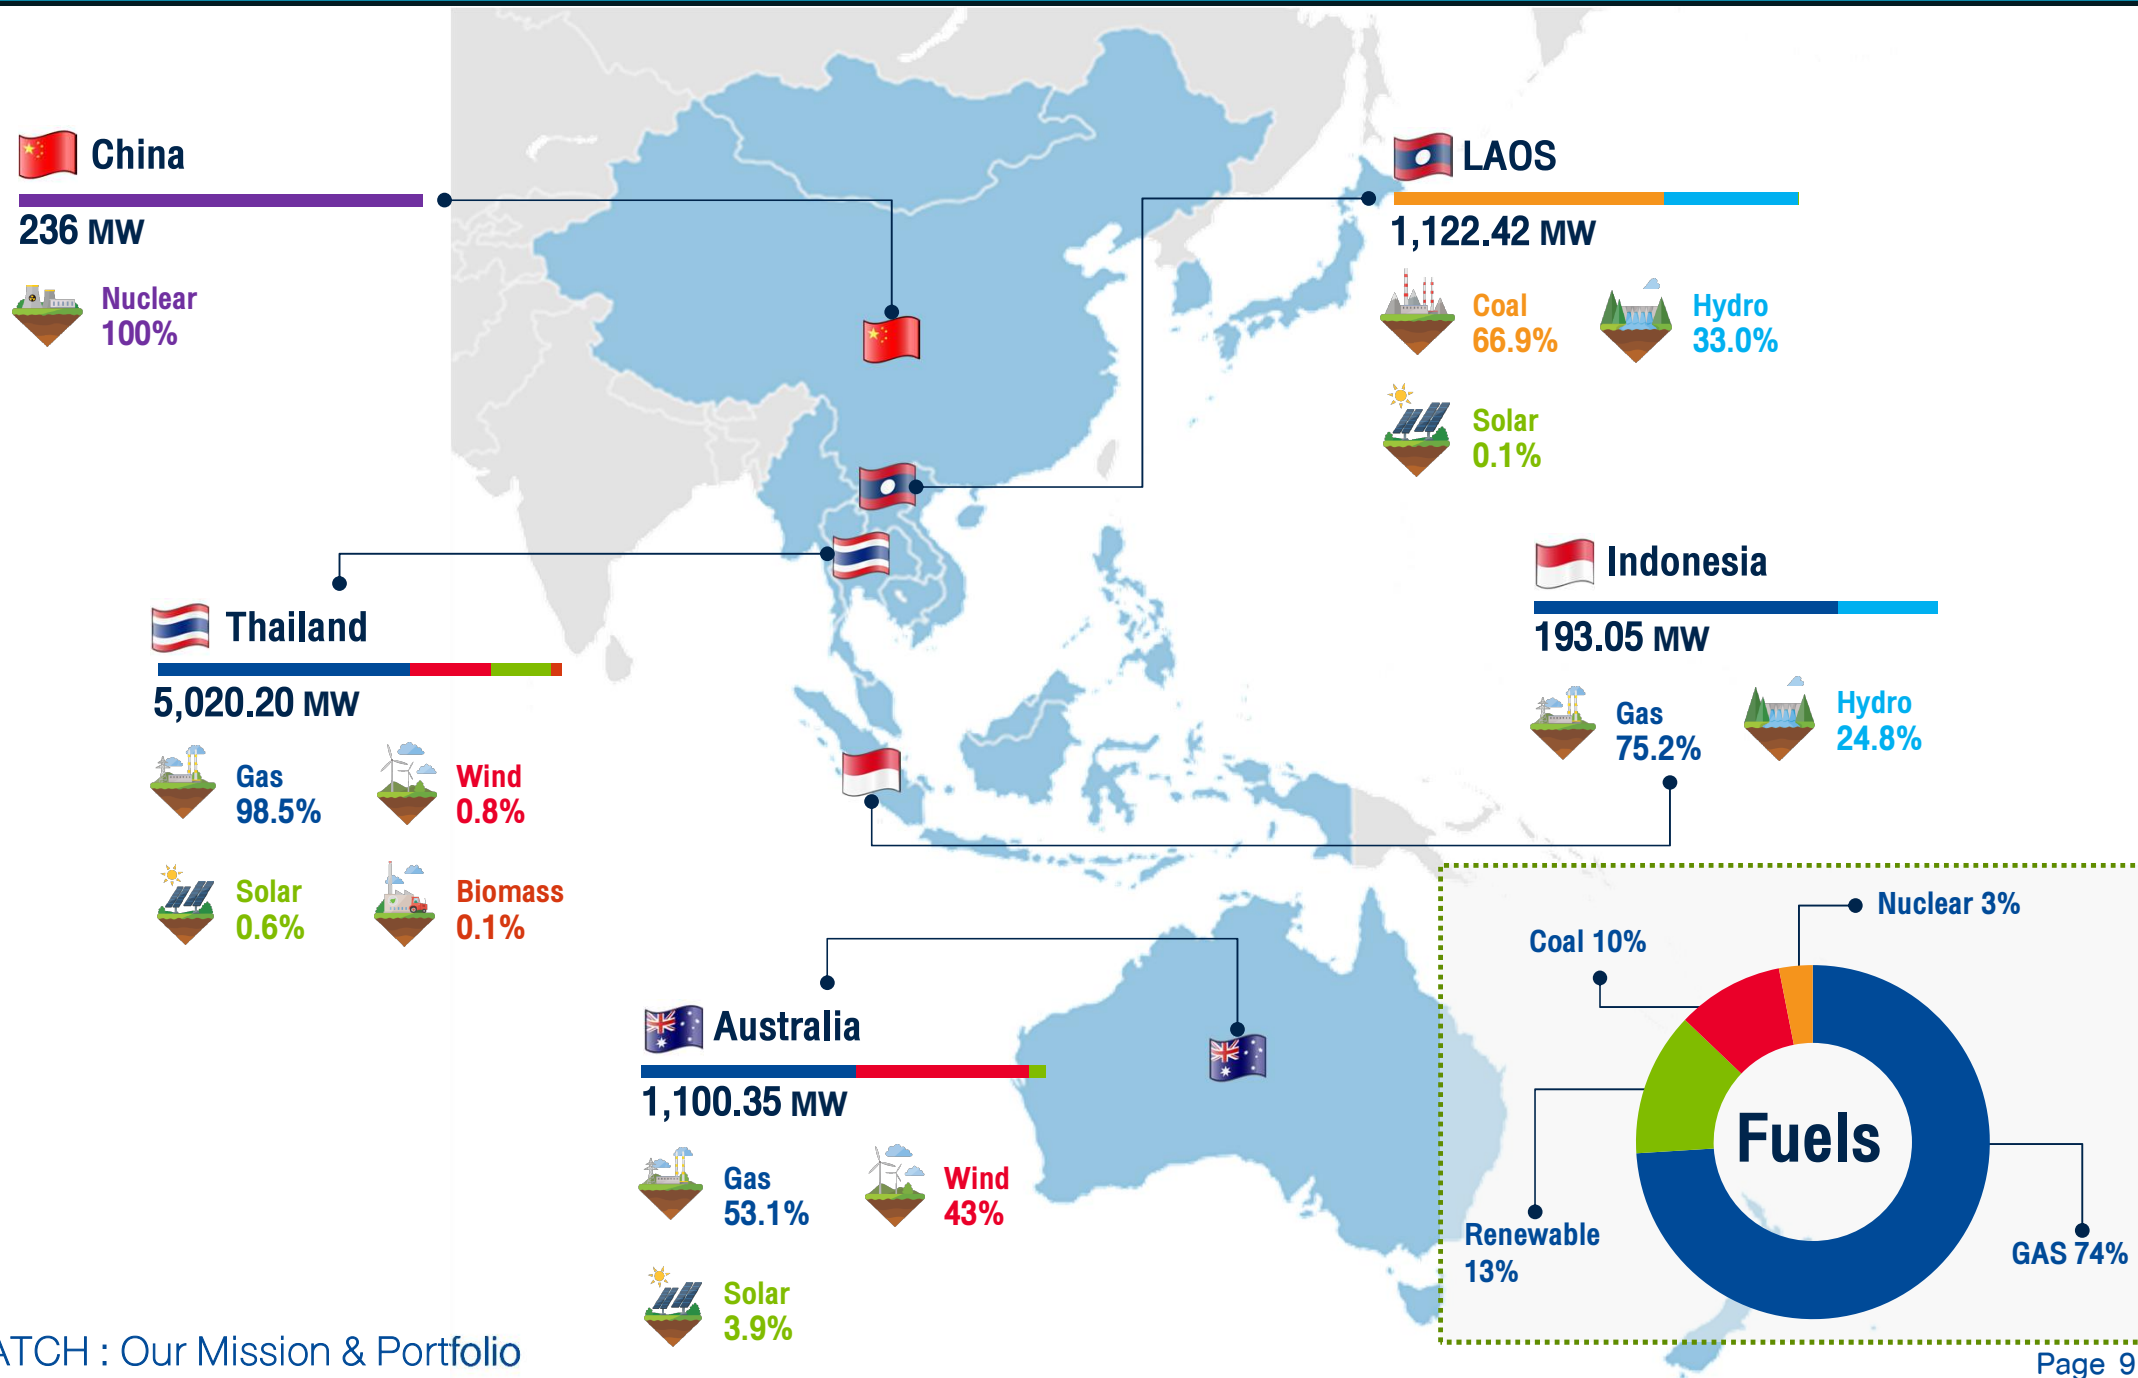 China
236 MW
Nuclear
100%
LAOS
1,122.42 MW
Coal
66.9%
Hydro
33.0%
Solar
0.1%
Thailand
5,020.20 MW
Gas
98.5%
Wind
0.8%
Solar
0.6%
Biomass
0.1%
Indonesia
193.05 MW
Gas
75.2%
Hydro
24.8%
Australia
1,100.35 MW
Gas
53.1%
Wind
43%
Solar
3.9%
Nuclear 3%
Coal 10%
Fuels
Renewable
13%
GAS 74%
ATCH : Our Mission & Portfolio
Page 9